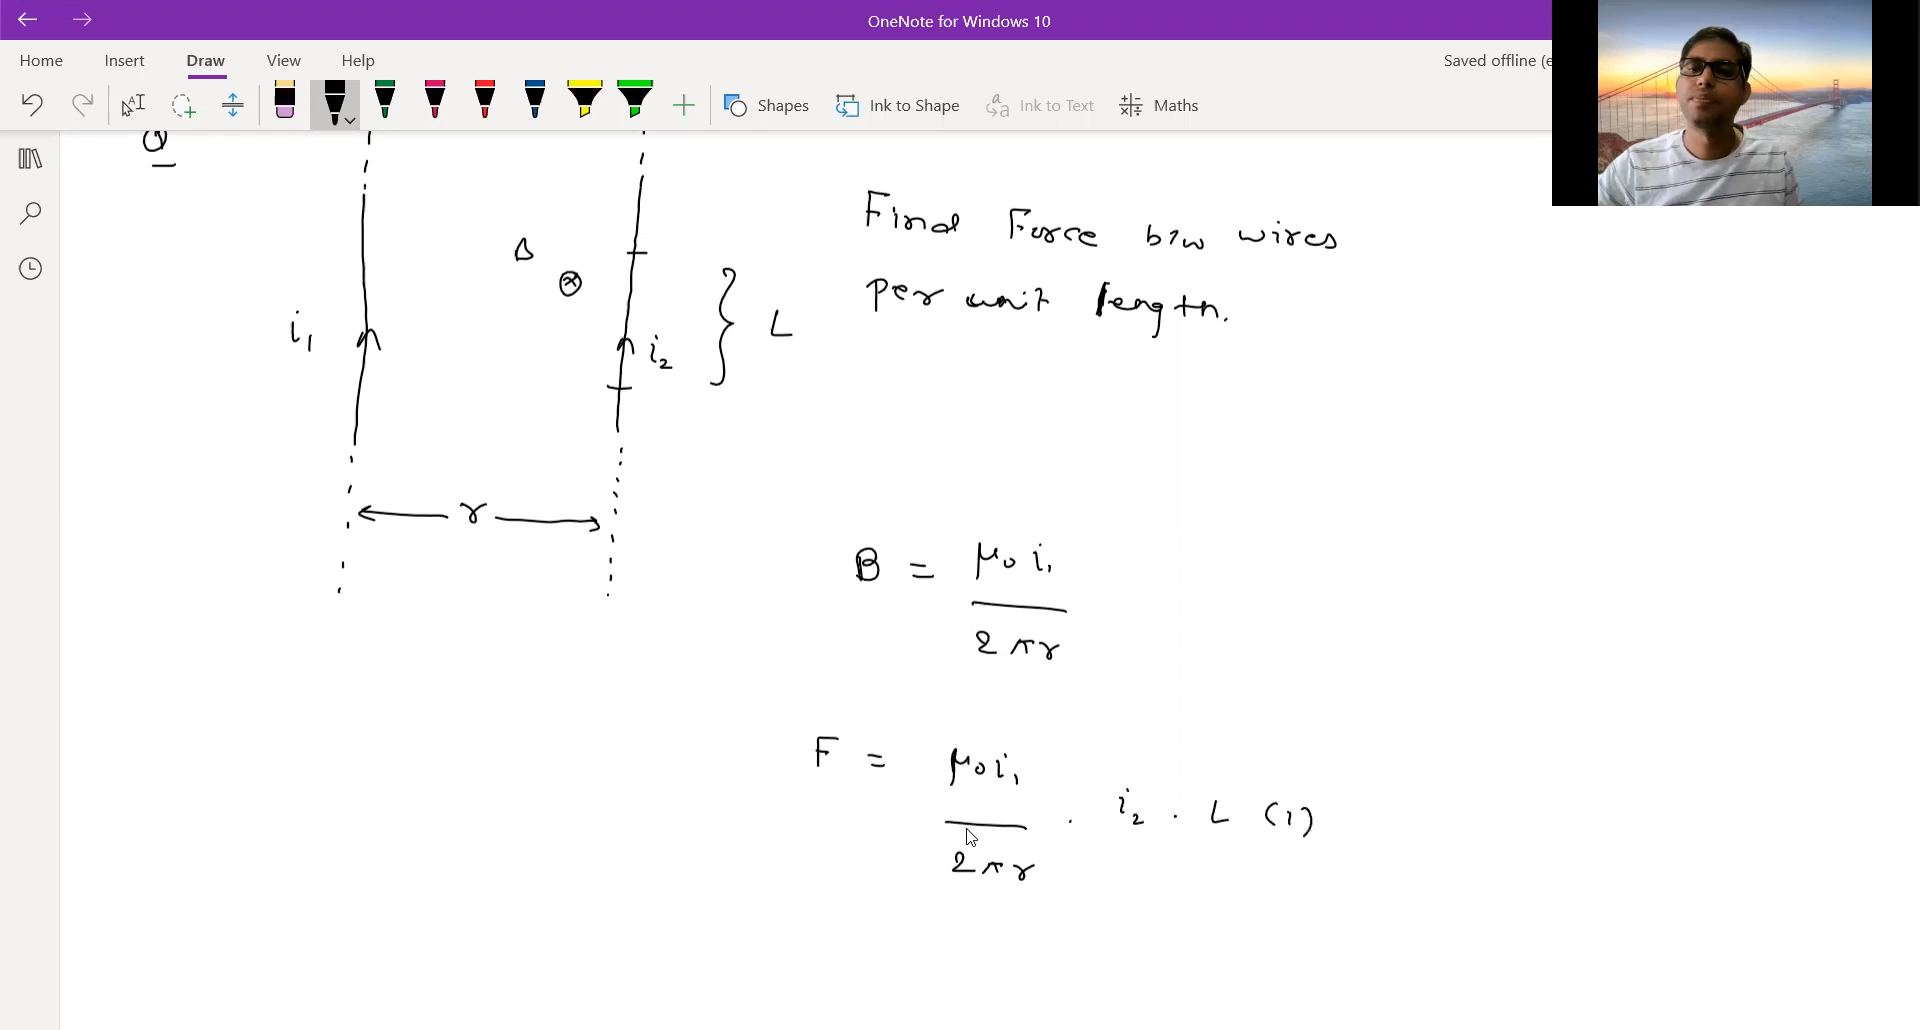 OneNote for Windows 10
Home Insert Draw View Help Saved offline (e
Shapes Ink to Shape Ink to Text Maths
Q
Find Force b/w wires
per unit length.
B
⊗
i₁
i₂
L
r
B = μ₀ i₁ / 2πr
F = μ₀ i₁ / 2πr . i₂ . L (1)